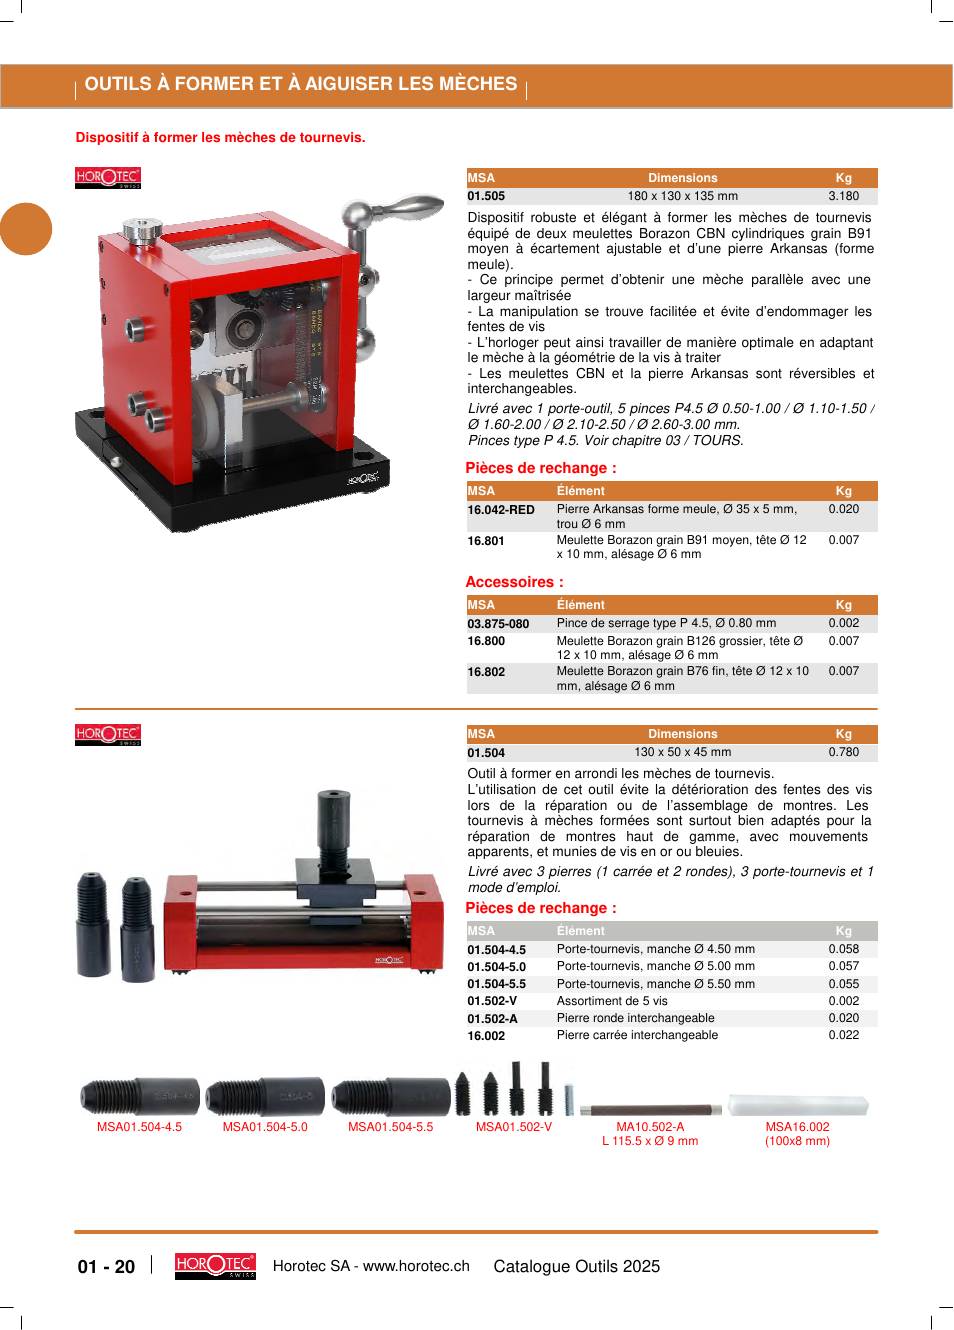 OUTILS À FORMER ET À AIGUISER LES MÈCHES
Dispositif à former les mèches de tournevis.
HOROTEC
SWISS
MSA Dimensions Kg
01.505 180 x 130 x 135 mm 3.180
Dispositif robuste et élégant à former les mèches de tournevis
équipé de deux meulettes Borazon CBN cylindriques grain B91
moyen à écartement ajustable et d'une pierre Arkansas (forme
meule).
- Ce principe permet d'obtenir une mèche parallèle avec une
largeur maîtrisée
- La manipulation se trouve facilitée et évite d'endommager les
fentes de vis
- L'horloger peut ainsi travailler de manière optimale en adaptant
le mèche à la géométrie de la vis à traiter
- Les meulettes CBN et la pierre Arkansas sont réversibles et
interchangeables.
Livré avec 1 porte-outil, 5 pinces P4.5 Ø 0.50-1.00 / Ø 1.10-1.50 /
Ø 1.60-2.00 / Ø 2.10-2.50 / Ø 2.60-3.00 mm.
Pinces type P 4.5. Voir chapitre 03 / TOURS.
HOROTEC
Pièces de rechange :
MSA Élément Kg
16.042-RED Pierre Arkansas forme meule, Ø 35 x 5 mm, 0.020
trou Ø 6 mm
16.801 Meulette Borazon grain B91 moyen, tête Ø 12 0.007
x 10 mm, alésage Ø 6 mm
Accessoires :
MSA Élément Kg
03.875-080 Pince de serrage type P 4.5, Ø 0.80 mm 0.002
16.800 Meulette Borazon grain B126 grossier, tête Ø 0.007
12 x 10 mm, alésage Ø 6 mm
16.802 Meulette Borazon grain B76 fin, tête Ø 12 x 10 0.007
mm, alésage Ø 6 mm
HOROTEC
SWISS
MSA Dimensions Kg
01.504 130 x 50 x 45 mm 0.780
Outil à former en arrondi les mèches de tournevis.
L'utilisation de cet outil évite la détérioration des fentes des vis
lors de la réparation ou de l'assemblage de montres. Les
tournevis à mèches formées sont surtout bien adaptés pour la
réparation de montres haut de gamme, avec mouvements
apparents, et munies de vis en or ou bleuies.
Livré avec 3 pierres (1 carrée et 2 rondes), 3 porte-tournevis et 1
mode d'emploi.
HOROTEC
Pièces de rechange :
MSA Élément Kg
01.504-4.5 Porte-tournevis, manche Ø 4.50 mm 0.058
01.504-5.0 Porte-tournevis, manche Ø 5.00 mm 0.057
01.504-5.5 Porte-tournevis, manche Ø 5.50 mm 0.055
01.502-V Assortiment de 5 vis 0.002
01.502-A Pierre ronde interchangeable 0.020
16.002 Pierre carrée interchangeable 0.022
MSA01.504-4.5 MSA01.504-5.0 MSA01.504-5.5 MSA01.502-V MA10.502-A MSA16.002
L 115.5 x Ø 9 mm (100x8 mm)
01 - 20 HOROTEC SWISS Horotec SA - www.horotec.ch Catalogue Outils 2025